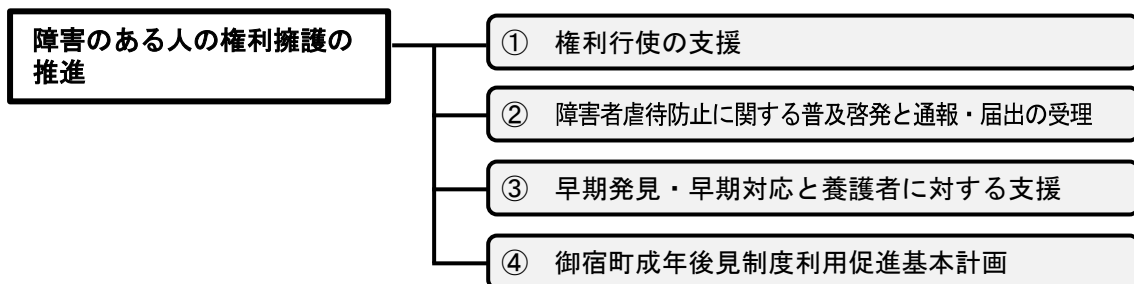 障害のある人の権利擁護の
推進
① 権利行使の支援
② 障害者虐待防止に関する普及啓発と通報・届出の受理
③ 早期発見・早期対応と養護者に対する支援
④ 御宿町成年後見制度利用促進基本計画